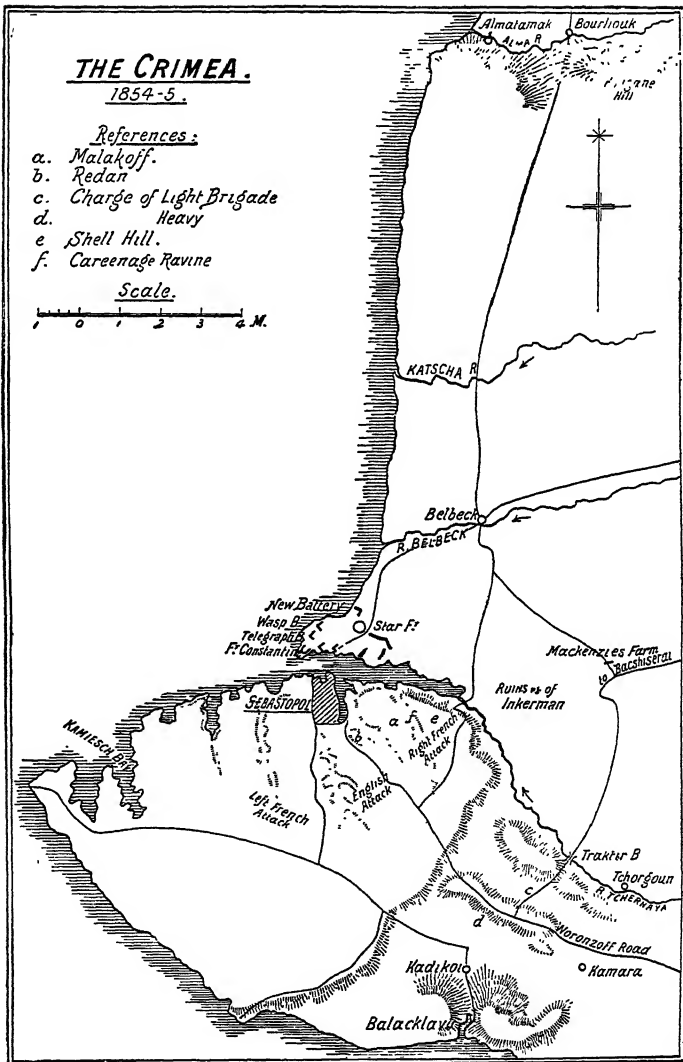 THE CRIMEA.
1854-5.
References:
a. Malakoff.
b. Redan
c. Charge of Light Brigade
d. Heavy
e Shell Hill.
f. Careenage Ravine
Scale.
1 0 1 2 3 4 M.
Almatamak
Bourliouk
ALMA R
Hill
KATSCHA R
Belbeck
R. BELBECK
New Battery
Wasp B.
Telegraph B.
Ft Constantine
Star Ft
Mackenzies Farm
to Bacshiserai
Ruins of
Inkerman
SEBASTOPOL
a
e
f
b
Right French
Attack
KAMIESCH BAY
English
Attack
Left French
Attack
Traktir B
Tchorgoun
R. TCHERNAYA
c
d
Woronzoff Road
Kadikoi
Kamara
Balacklava